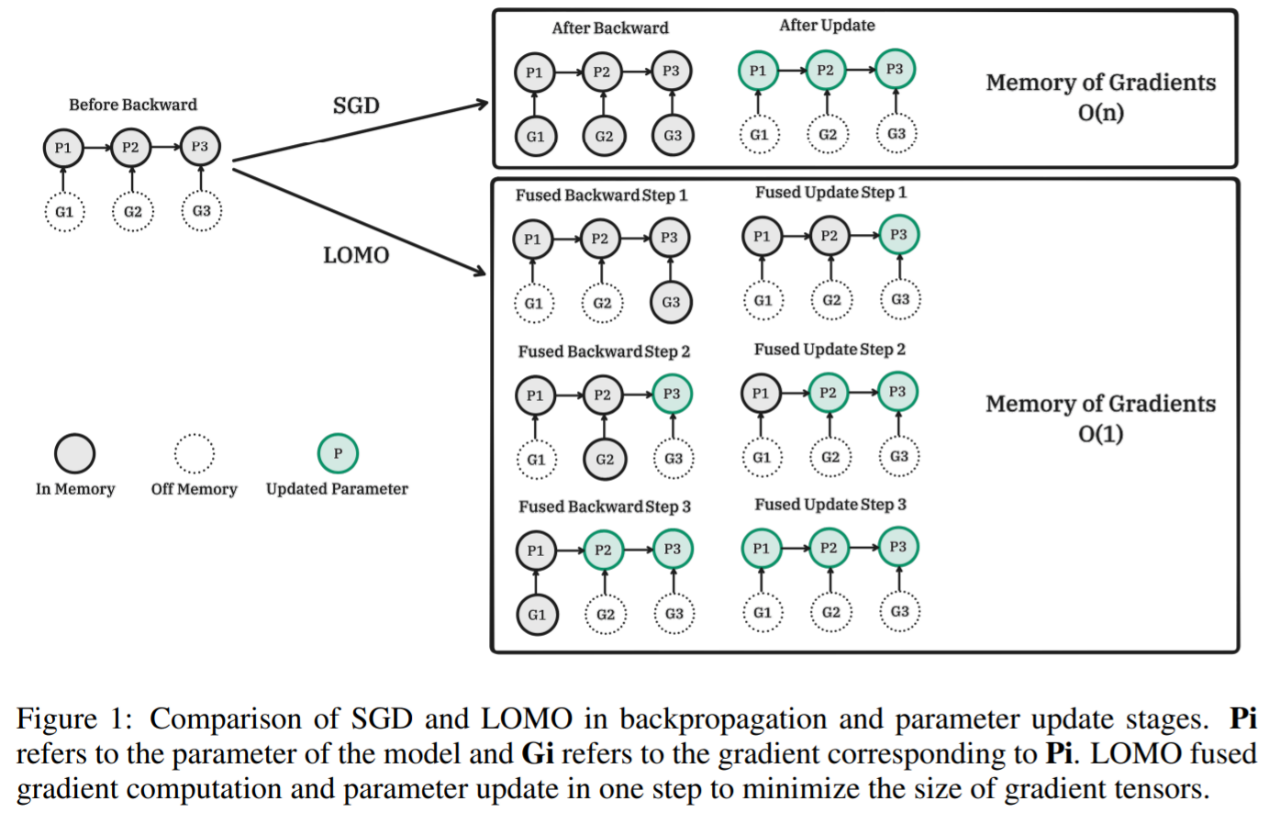 Before Backward
P1 P2 P3
G1 G2 G3
SGD
LOMO
In Memory
Off Memory
P
Updated Parameter
After Backward
P1 P2 P3
G1 G2 G3
After Update
P1 P2 P3
G1 G2 G3
Memory of Gradients
O(n)
Fused Backward Step 1
P1 P2 P3
G1 G2 G3
Fused Update Step 1
P1 P2 P3
G1 G2 G3
Fused Backward Step 2
P1 P2 P3
G1 G2 G3
Fused Update Step 2
P1 P2 P3
G1 G2 G3
Fused Backward Step 3
P1 P2 P3
G1 G2 G3
Fused Update Step 3
P1 P2 P3
G1 G2 G3
Memory of Gradients
O(1)
Figure 1: Comparison of SGD and LOMO in backpropagation and parameter update stages. Pi
refers to the parameter of the model and Gi refers to the gradient corresponding to Pi. LOMO fused
gradient computation and parameter update in one step to minimize the size of gradient tensors.